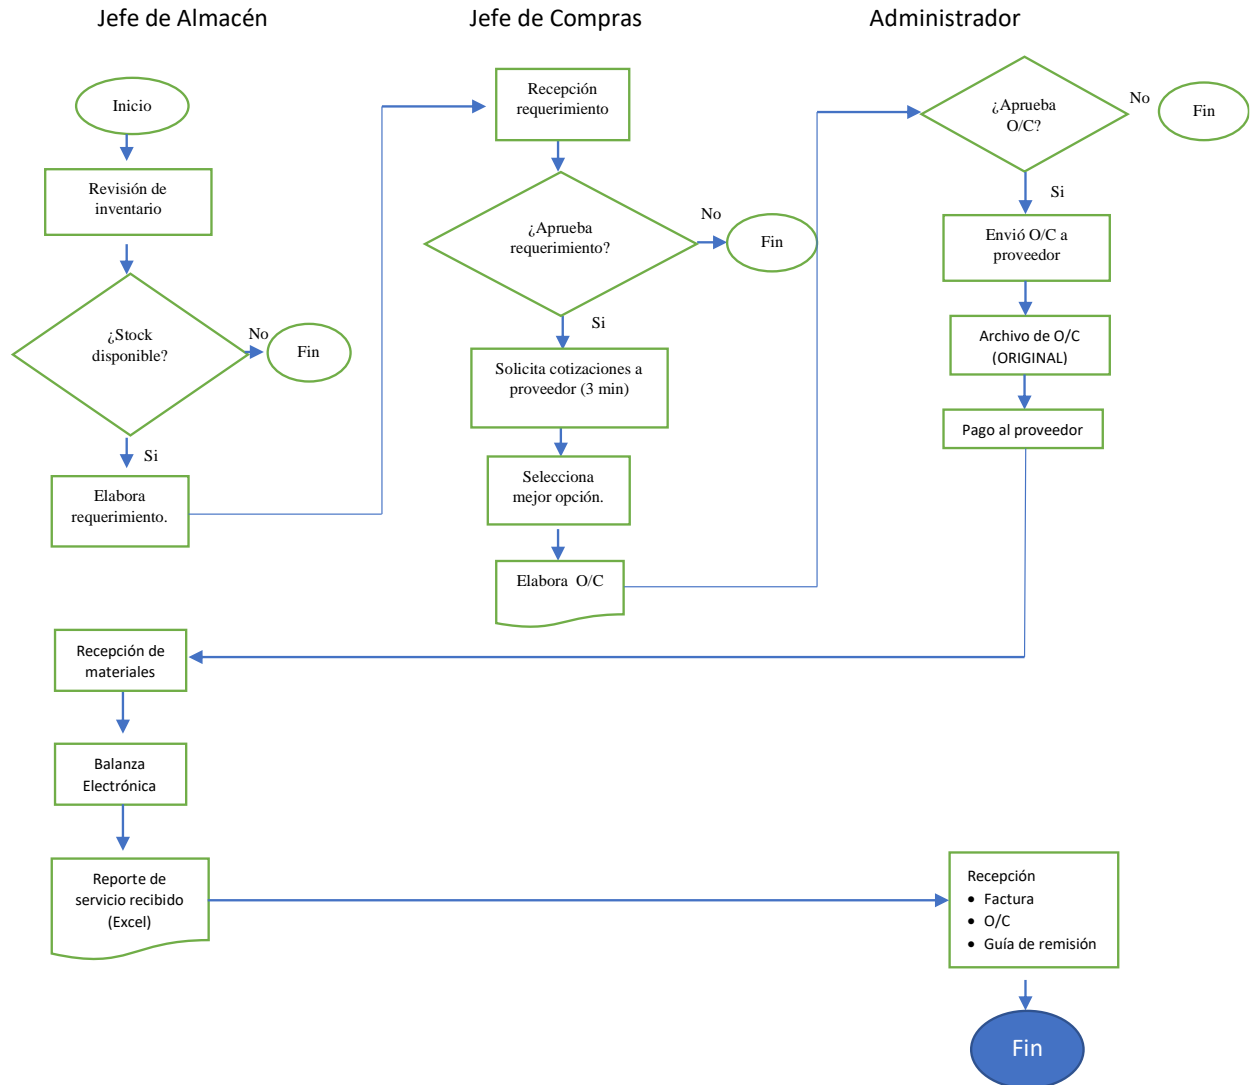 Jefe de Almacén
Jefe de Compras
Administrador
Inicio
Revisión de
inventario
¿Stock
disponible?
No
Fin
Si
Elabora
requerimiento.
Recepción
requerimiento
¿Aprueba
requerimiento?
No
Fin
Si
Solicita cotizaciones a
proveedor (3 min)
Selecciona
mejor opción.
Elabora O/C
¿Aprueba
O/C?
No
Fin
Si
Envió O/C a
proveedor
Archivo de O/C
(ORIGINAL)
Pago al proveedor
Recepción de
materiales
Balanza
Electrónica
Reporte de
servicio recibido
(Excel)
Recepción
• Factura
• O/C
• Guía de remisión
Fin